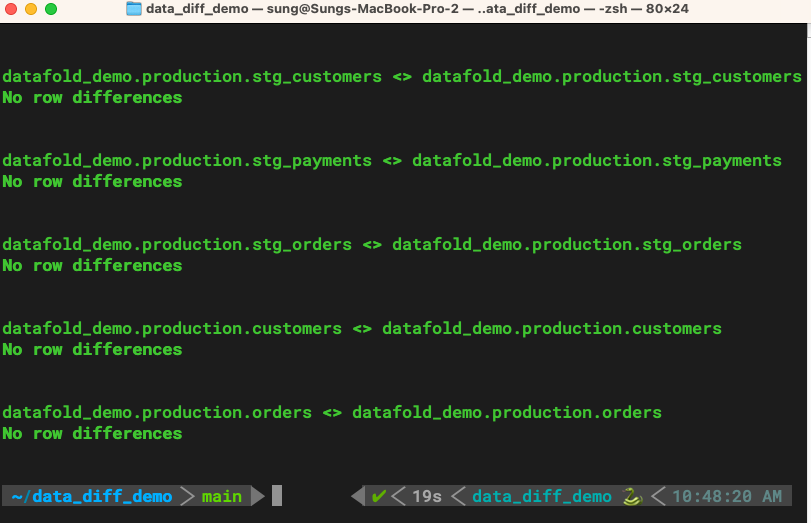 data_diff_demo — sung@Sungs-MacBook-Pro-2 — ..ata_diff_demo — -zsh — 80×24
datafold_demo.production.stg_customers <> datafold_demo.production.stg_customers
No row differences
datafold_demo.production.stg_payments <> datafold_demo.production.stg_payments
No row differences
datafold_demo.production.stg_orders <> datafold_demo.production.stg_orders
No row differences
datafold_demo.production.customers <> datafold_demo.production.customers
No row differences
datafold_demo.production.orders <> datafold_demo.production.orders
No row differences
~/data_diff_demo main ✔ 19s data_diff_demo 🐍 10:48:20 AM